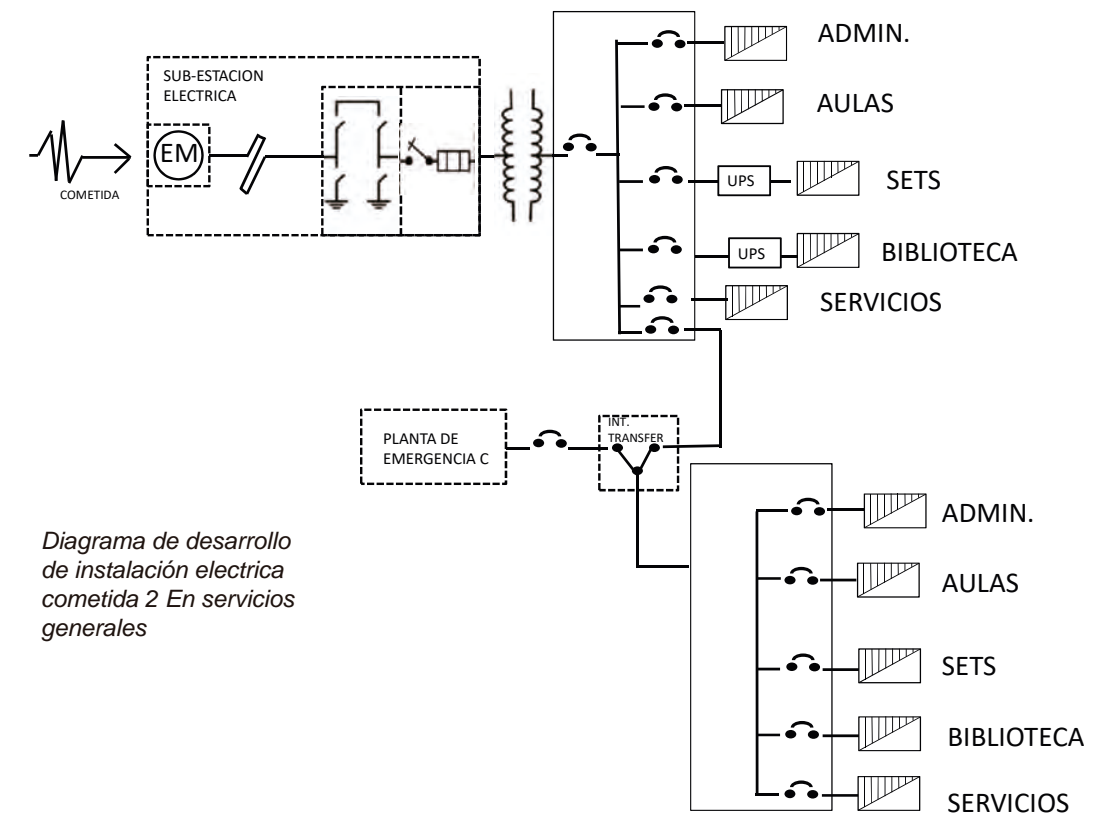 SUB-ESTACION
ELECTRICA
EM
COMETIDA
ADMIN.
AULAS
UPS
SETS
UPS
BIBLIOTECA
SERVICIOS
PLANTA DE
EMERGENCIA C
INT.
TRANSFER
ADMIN.
AULAS
SETS
BIBLIOTECA
SERVICIOS
Diagrama de desarrollo
de instalación electrica
cometida 2 En servicios
generales